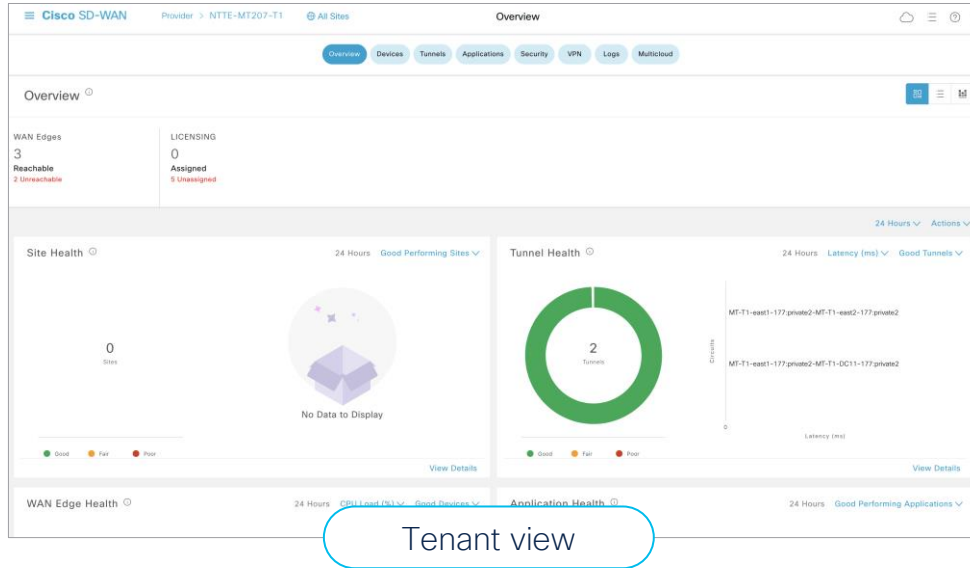 Cisco SD-WAN
Provider > NTTE-MT207-T1
All Sites
Overview
Overview
Devices
Tunnels
Applications
Security
VPN
Logs
Multicloud
Overview
WAN Edges
3
Reachable
2 Unreachable
LICENSING
0
Assigned
5 Unassigned
24 Hours
Actions
Site Health
24 Hours
Good Performing Sites
0
Sites
No Data to Display
Good
Fair
Poor
View Details
Tunnel Health
24 Hours
Latency (ms)
Good Tunnels
2
Tunnels
Circuits
MT-T1-east1-177:private2-MT-T1-east2-177:private2
MT-T1-east1-177:private2-MT-T1-DC11-177:private2
0
Latency (ms)
Good
Fair
Poor
View Details
WAN Edge Health
24 Hours
CPU Load (%)
Good Devices
Application Health
24 Hours
Good Performing Applications
Tenant view